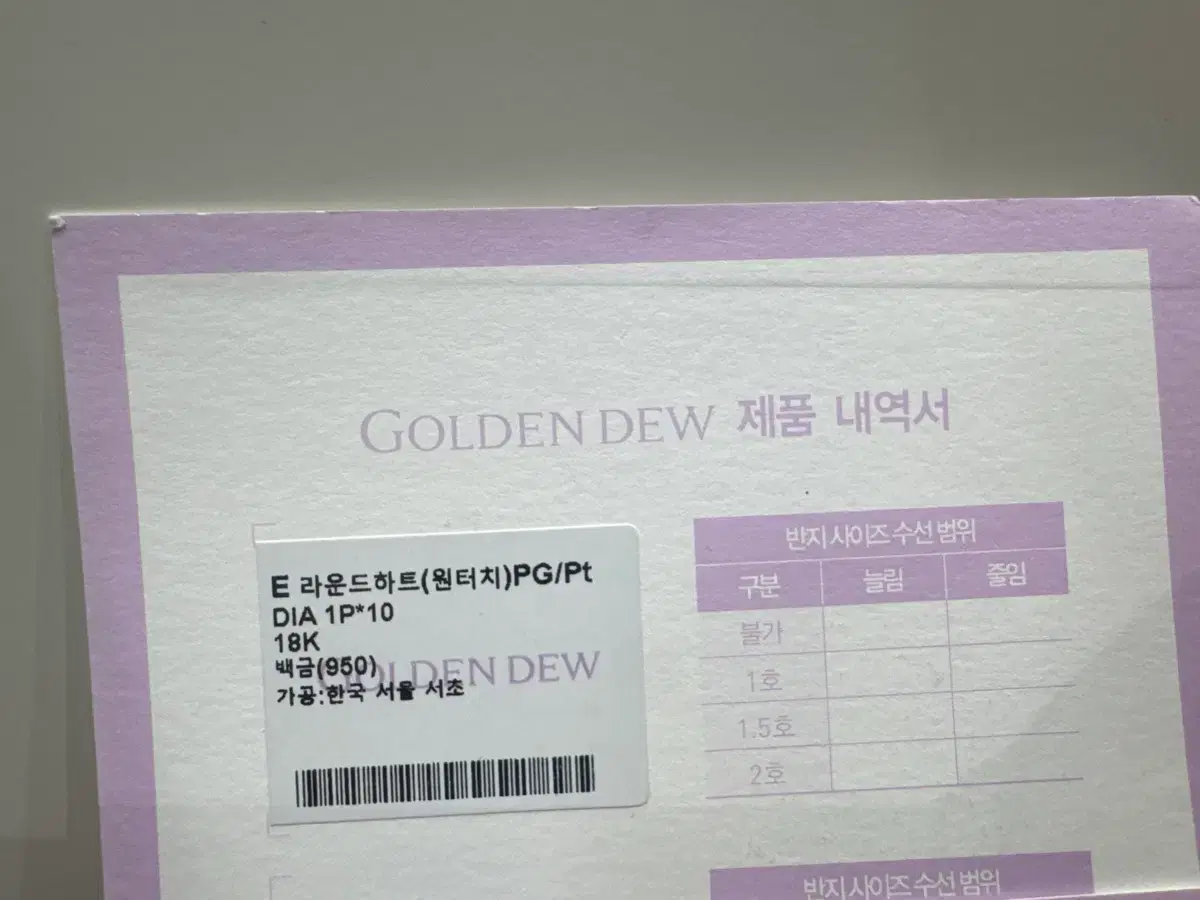 GOLDEN DEW 제품 내역서
E 라운드하트(원터치)PG/Pt
DIA 1P*10
18K
백금(950)
가공:한국 서울 서초
GOLDEN DEW
반지 사이즈 수선 범위
구분 늘림 줄임
불가
1호
1.5호
2호
반지 사이즈 수선 범위